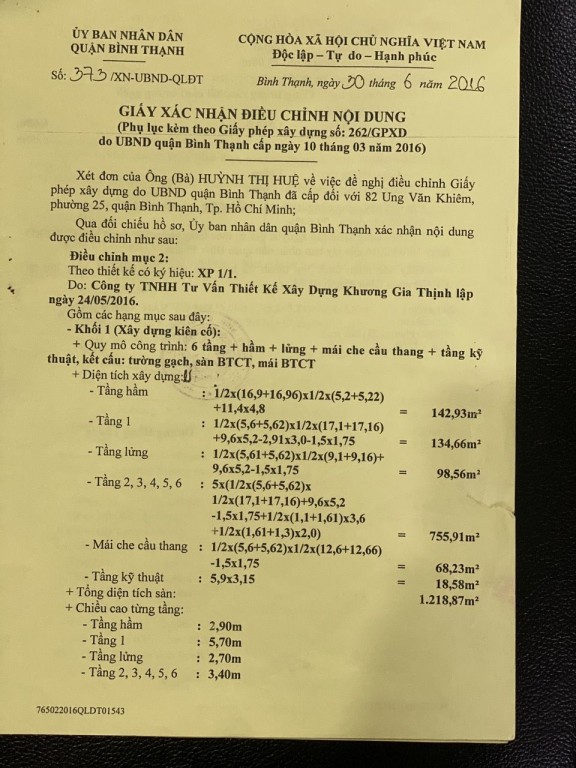 ỦY BAN NHÂN DÂN
QUẬN BÌNH THẠNH
CỘNG HÒA XÃ HỘI CHỦ NGHĨA VIỆT NAM
Độc lập – Tự do – Hạnh phúc
Số: 373/XN-UBND-QLĐT
Bình Thạnh, ngày 30 tháng 6 năm 2016
GIẤY XÁC NHẬN ĐIỀU CHỈNH NỘI DUNG
(Phụ lục kèm theo Giấy phép xây dựng số: 262/GPXD
do UBND quận Bình Thạnh cấp ngày 10 tháng 03 năm 2016)
Xét đơn của Ông (Bà) HUỲNH THỊ HUỆ về việc đề nghị điều chỉnh Giấy
phép xây dựng do UBND quận Bình Thạnh đã cấp đối với 82 Ung Văn Khiêm,
phường 25, quận Bình Thạnh, Tp. Hồ Chí Minh;
Qua đối chiếu hồ sơ, Ủy ban nhân dân quận Bình Thạnh xác nhận nội dung
được điều chỉnh như sau:
Điều chỉnh mục 2:
Theo thiết kế có ký hiệu: XP 1/1.
Do: Công ty TNHH Tư Vấn Thiết Kế Xây Dựng Khương Gia Thịnh lập
ngày 24/05/2016.
Gồm các hạng mục sau đây:
- Khối 1 (Xây dựng kiên cố):
+ Quy mô công trình: 6 tầng + hầm + lửng + mái che cầu thang + tầng kỹ
thuật, kết cấu: tường gạch, sàn BTCT, mái BTCT
+ Diện tích xây dựng:
- Tầng hầm : 1/2x(16,9+16,96)x1/2x(5,2+5,22)
+11,4x4,8 = 142,93m²
- Tầng 1 : 1/2x(5,6+5,62)x1/2x(17,1+17,16)
+9,6x5,2-2,91x3,0-1,5x1,75 = 134,66m²
- Tầng lửng : 1/2x(5,61+5,62)x1/2x(9,1+9,16)+
9,6x5,2-1,5x1,75 = 98,56m²
- Tầng 2, 3, 4, 5, 6 : 5x(1/2x(5,6+5,62)x
1/2x(17,1+17,16)+9,6x5,2
-1,5x1,75+1/2x(1,1+1,61)x3,6
+1/2x(1,61+1,3)x2,0) = 755,91m²
- Mái che cầu thang : 1/2x(5,6+5,62)x1/2x(12,6+12,66)
-1,5x1,75 = 68,23m²
- Tầng kỹ thuật : 5,9x3,15 = 18,58m²
+ Tổng diện tích sàn: 1.218,87m²
+ Chiều cao từng tầng:
- Tầng hầm : 2,90m
- Tầng 1 : 5,70m
- Tầng lửng : 2,70m
- Tầng 2, 3, 4, 5, 6 : 3,40m
765022016QLDT01543